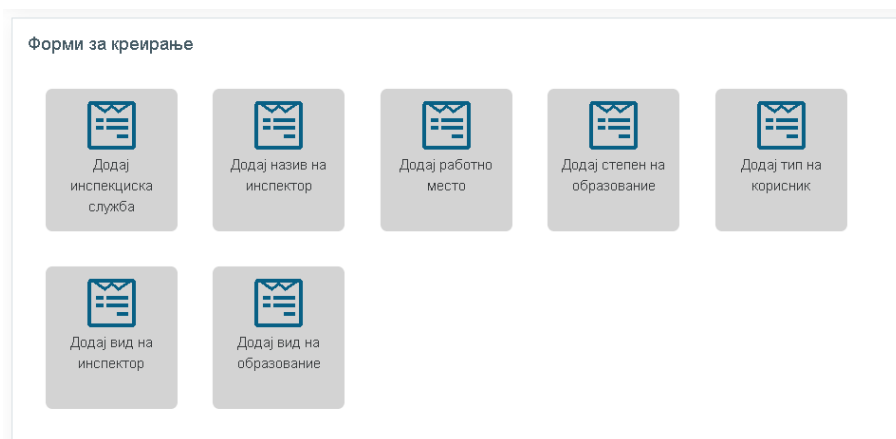 Форми за креирање
Додај
инспекциска
служба
Додај назив на
инспектор
Додај работно
место
Додај степен на
образование
Додај тип на
корисник
Додај вид на
инспектор
Додај вид на
образование